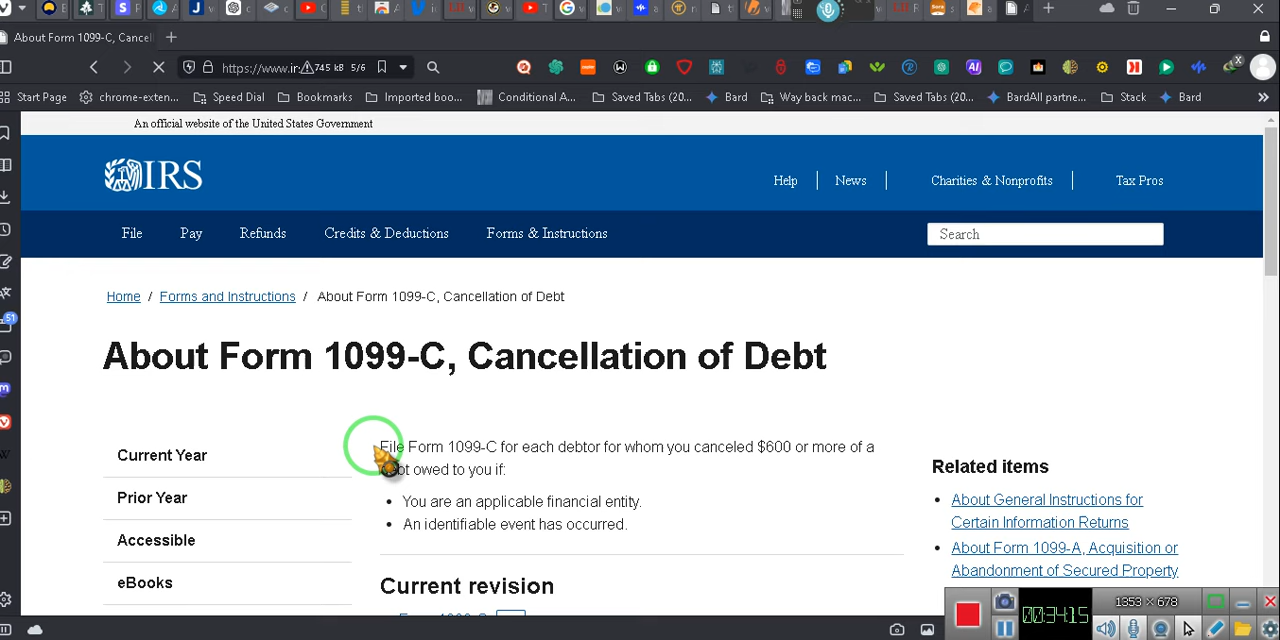 About Form 1099-C, Cancel
https://www.ir
745 kB 5/6
Start Page
chrome-exten...
Speed Dial
Bookmarks
Imported boo...
Conditional A...
Saved Tabs (20...
Bard
Way back mac...
Saved Tabs (20...
BardAll partne...
Stack
Bard
An official website of the United States Government
IRS
Help
News
Charities & Nonprofits
Tax Pros
File
Pay
Refunds
Credits & Deductions
Forms & Instructions
Search
Home / Forms and Instructions / About Form 1099-C, Cancellation of Debt
About Form 1099-C, Cancellation of Debt
Current Year
Prior Year
Accessible
eBooks
File Form 1099-C for each debtor for whom you canceled $600 or more of a
debt owed to you if:
• You are an applicable financial entity.
• An identifiable event has occurred.
Current revision
Related items
• About General Instructions for
Certain Information Returns
• About Form 1099-A, Acquisition or
Abandonment of Secured Property
51
1353 × 678
00:34:15